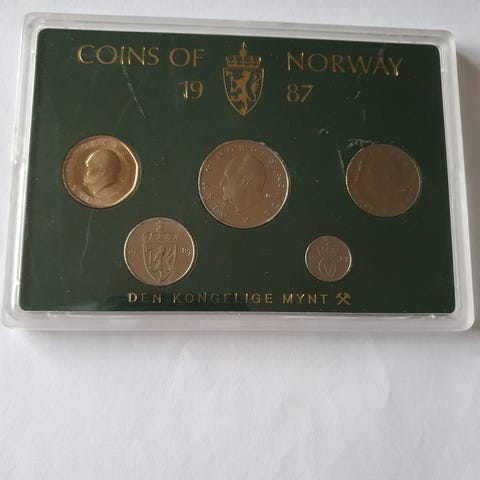 COINS OF NORWAY
19 87
DEN KONGELIGE MYNT